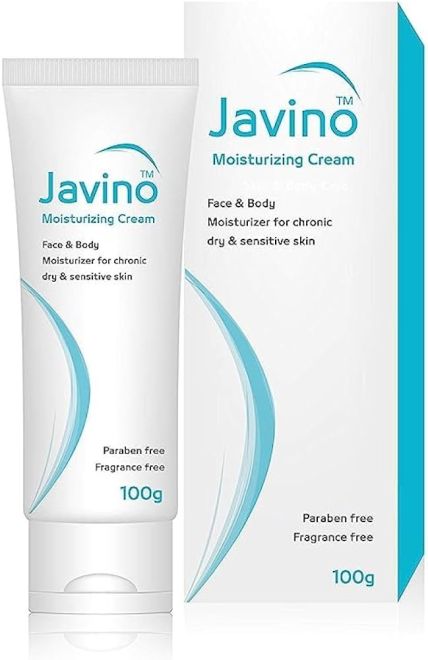 Javino™
Moisturizing Cream
Face & Body
Moisturizer for chronic
dry & sensitive skin
Paraben free
Fragrance free
100g
Javino™
Moisturizing Cream
Face & Body
Moisturizer for chronic
dry & sensitive skin
Paraben free
Fragrance free
100g